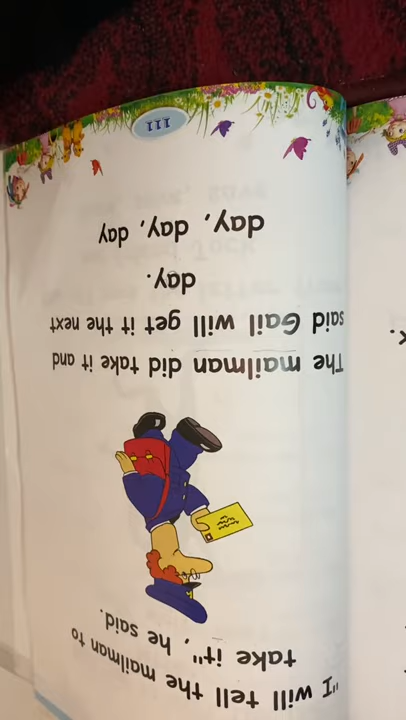 "I will tell the mailman to
take it", he said.
The mailman did take it and
said Gail will get it the next
day.
day, day, day
111